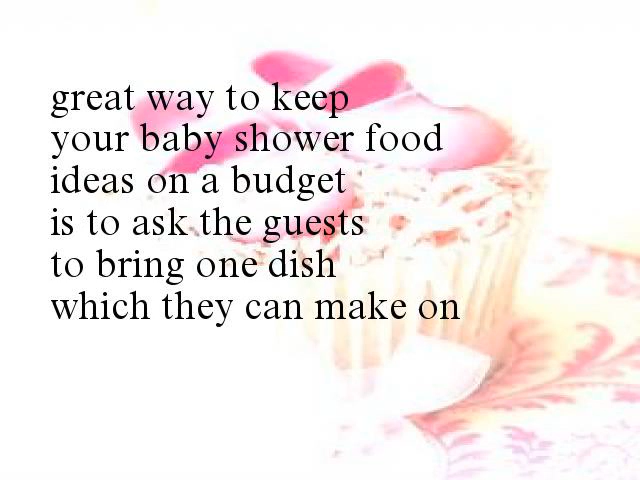 great way to keep
your baby shower food
ideas on a budget
is to ask the guests
to bring one dish
which they can make on